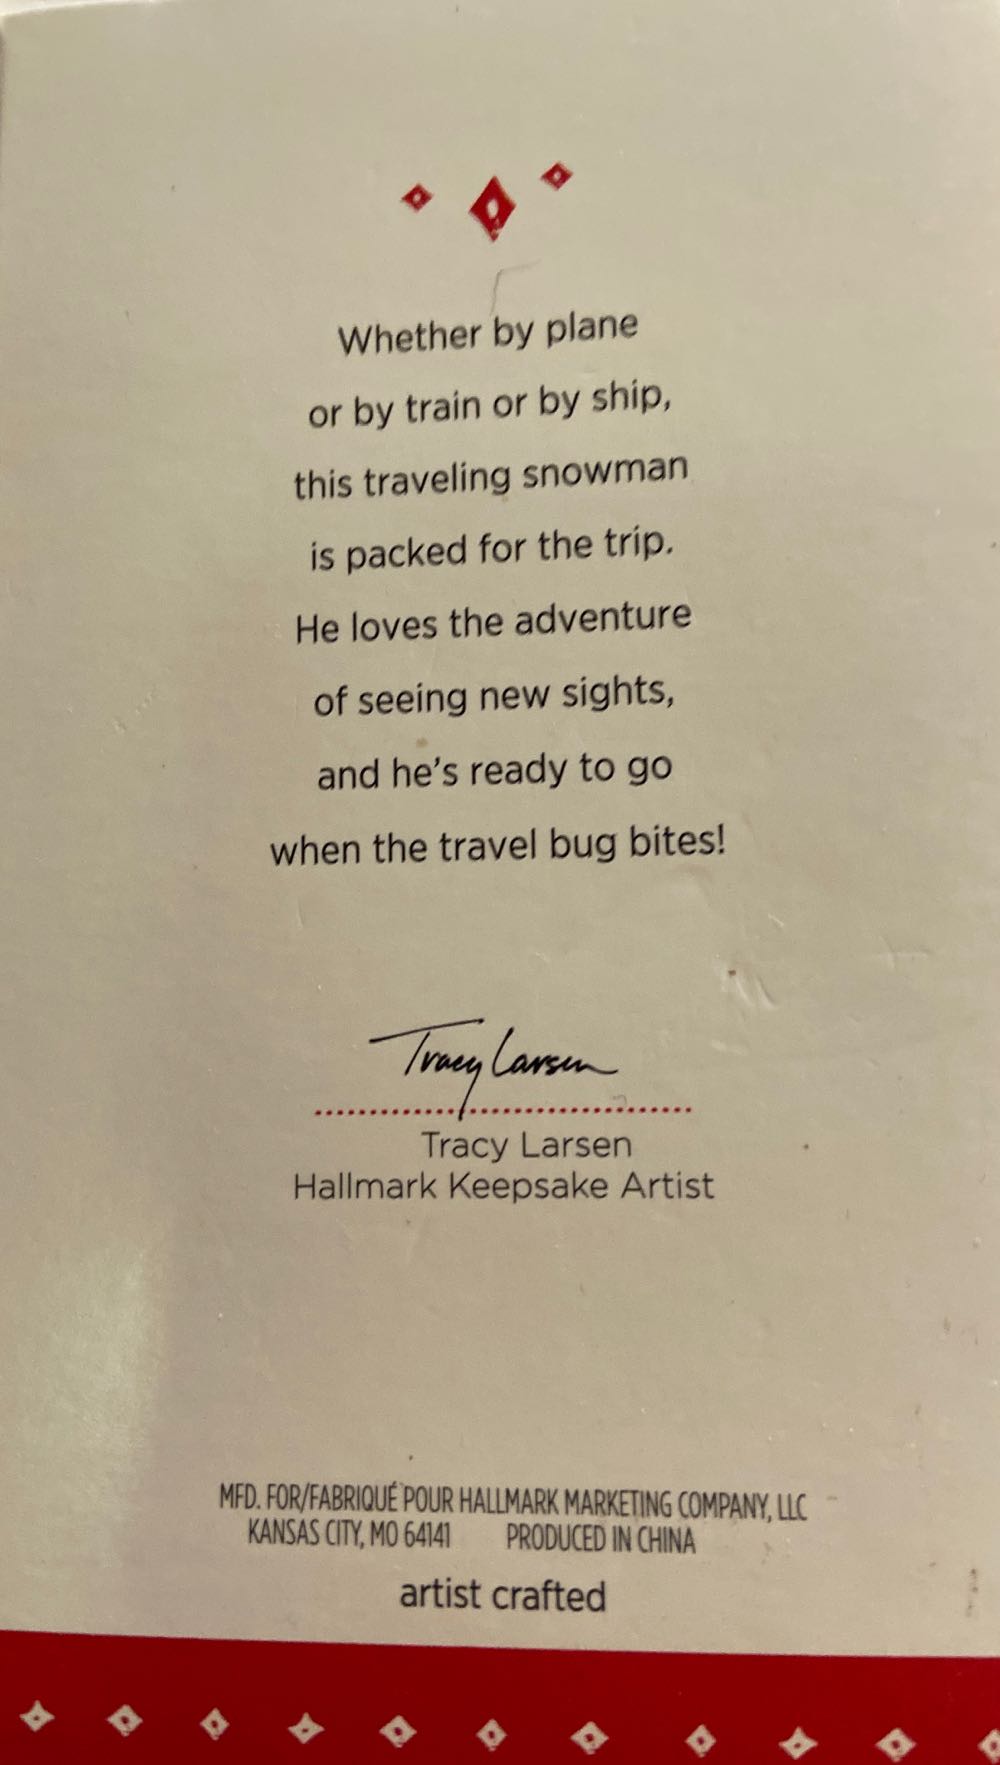 Whether by plane
or by train or by ship,
this traveling snowman
is packed for the trip.
He loves the adventure
of seeing new sights,
and he's ready to go
when the travel bug bites!
Tracy Larsen
Tracy Larsen
Hallmark Keepsake Artist
MFD. FOR/FABRIQUÉ POUR HALLMARK MARKETING COMPANY, LLC
KANSAS CITY, MO 64141 PRODUCED IN CHINA
artist crafted